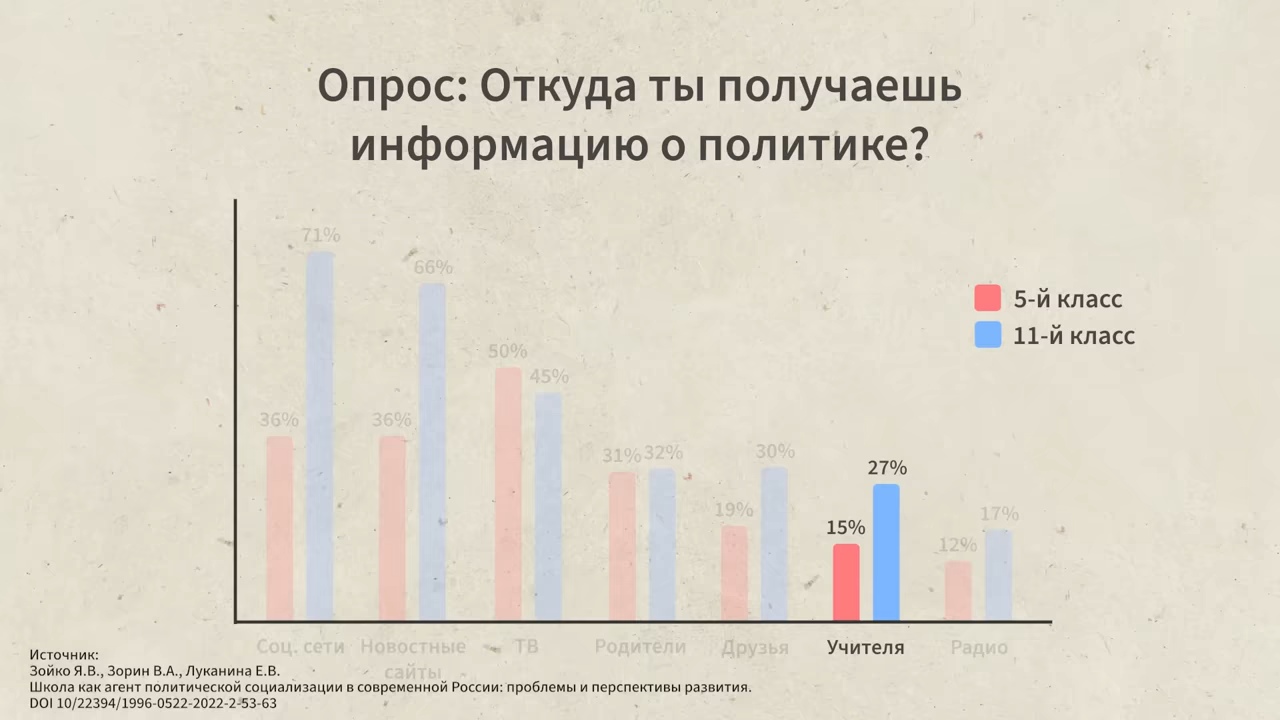 Опрос: Откуда ты получаешь
информацию о политике?
71%
66%
50%
45%
36%
36%
31%
32%
19%
30%
15%
27%
12%
17%
5-й класс
11-й класс
Соц. сети
Новостные
сайты
ТВ
Родители
Друзья
Учителя
Радио
Источник:
Зойко Я.В., Зорин В.А., Луканина Е.В.
Школа как агент политической социализации в современной России: проблемы и перспективы развития.
DOI 10/22394/1996-0522-2022-2-53-63